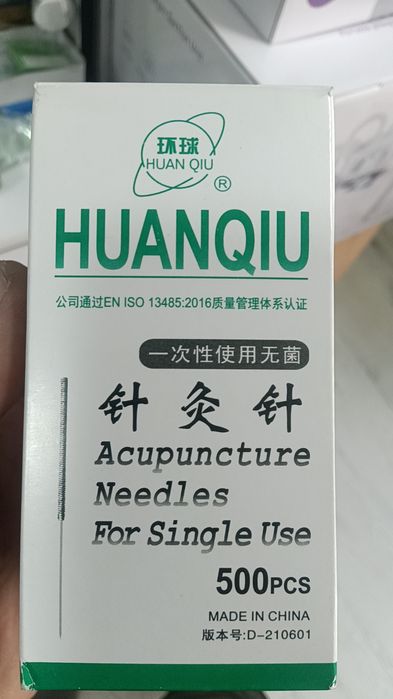 环球
HUAN QIU
®
HUANQIU
公司通过EN ISO 13485:2016质量管理体系认证
一次性使用无菌
针灸针
Acupuncture
Needles
For Single Use
500PCS
MADE IN CHINA
版本号:D-210601